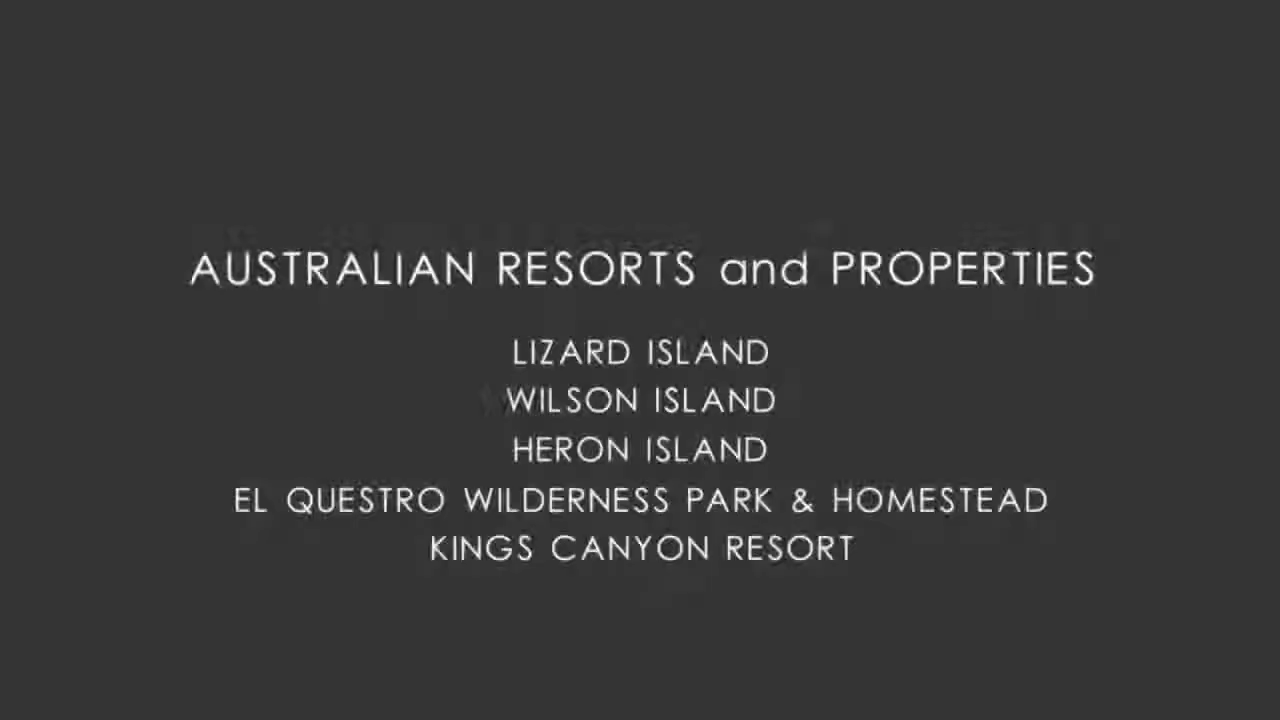 AUSTRALIAN RESORTS and PROPERTIES
LIZARD ISLAND
WILSON ISLAND
HERON ISLAND
EL QUESTRO WILDERNESS PARK & HOMESTEAD
KINGS CANYON RESORT